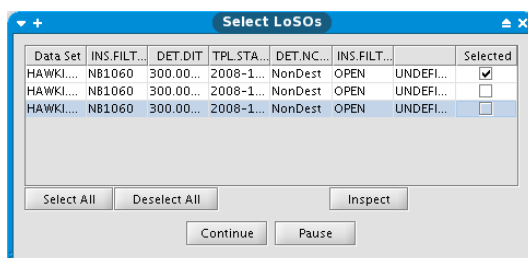 Select LoSOs
Data Set INS.FILT... DET.DIT TPL.STA... DET.NC... INS.FILT... Selected
HAWKI.... NB1060 300.00... 2008-1... NonDest OPEN UNDEFI...
HAWKI.... NB1060 300.00... 2008-1... NonDest OPEN UNDEFI...
HAWKI.... NB1060 300.00... 2008-1... NonDest OPEN UNDEFI...
Select All Deselect All Inspect
Continue Pause